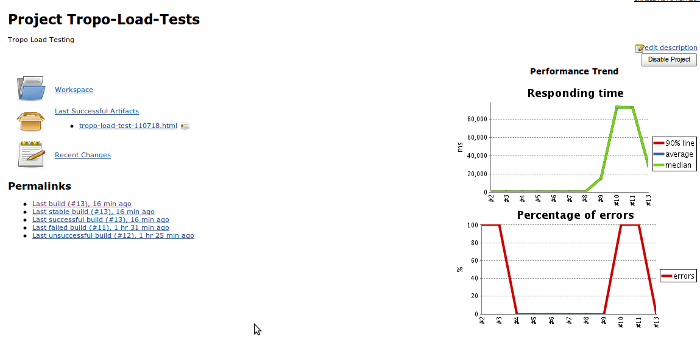 Project Tropo-Load-Tests
Tropo Load Testing
edit description
Disable Project
Workspace
Last Successful Artifacts
tropo-load-test-110718.html
Recent Changes
Permalinks
Last build (#13), 16 min ago
Last stable build (#13), 16 min ago
Last successful build (#13), 16 min ago
Last failed build (#11), 1 hr 31 min ago
Last unsuccessful build (#12), 1 hr 25 min ago
Performance Trend
Responding time
80,000
60,000
40,000
20,000
0
ms
#2 #3 #4 #5 #6 #7 #8 #9 #10 #11 #13
90% line
average
median
Percentage of errors
100
80
60
40
20
0
%
#2 #3 #4 #5 #6 #7 #8 #9 #10 #11 #13
errors